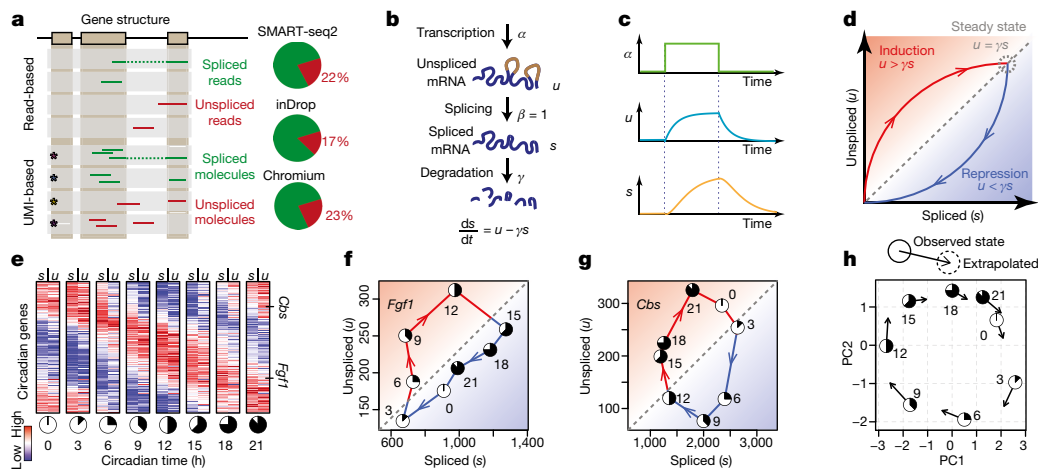 a
Gene structure
Read-based
UMI-based
Spliced
reads
Unspliced
reads
Spliced
molecules
Unspliced
molecules
SMART-seq2
22%
inDrop
17%
Chromium
23%
b
Transcription
α
Unspliced
mRNA
u
Splicing
β = 1
Spliced
mRNA
s
Degradation
γ
ds
dt
= u − γs
c
α
Time
u
Time
s
Time
d
Steady state
u = γs
Induction
u > γs
Repression
u < γs
Unspliced (u)
Spliced (s)
e
s u s u s u s u s u s u s u s u
Circadian genes
Cbs
Fgf1
Low High
0 3 6 9 12 15 18 21
Circadian time (h)
f
Fgf1
Unspliced (u)
300
250
200
150
12
15
9
18
6
21
0
3
600 1,000 1,400
Spliced (s)
g
Cbs
Unspliced (u)
300
250
200
150
100
21
0
3
18
15
12
6
9
1,000 2,000 3,000
Spliced (s)
Observed state
Extrapolated
h
PC2
1
0
−1
−2
15
18
21
0
12
3
9
6
−3 −2 −1 0 1 2 3
PC1